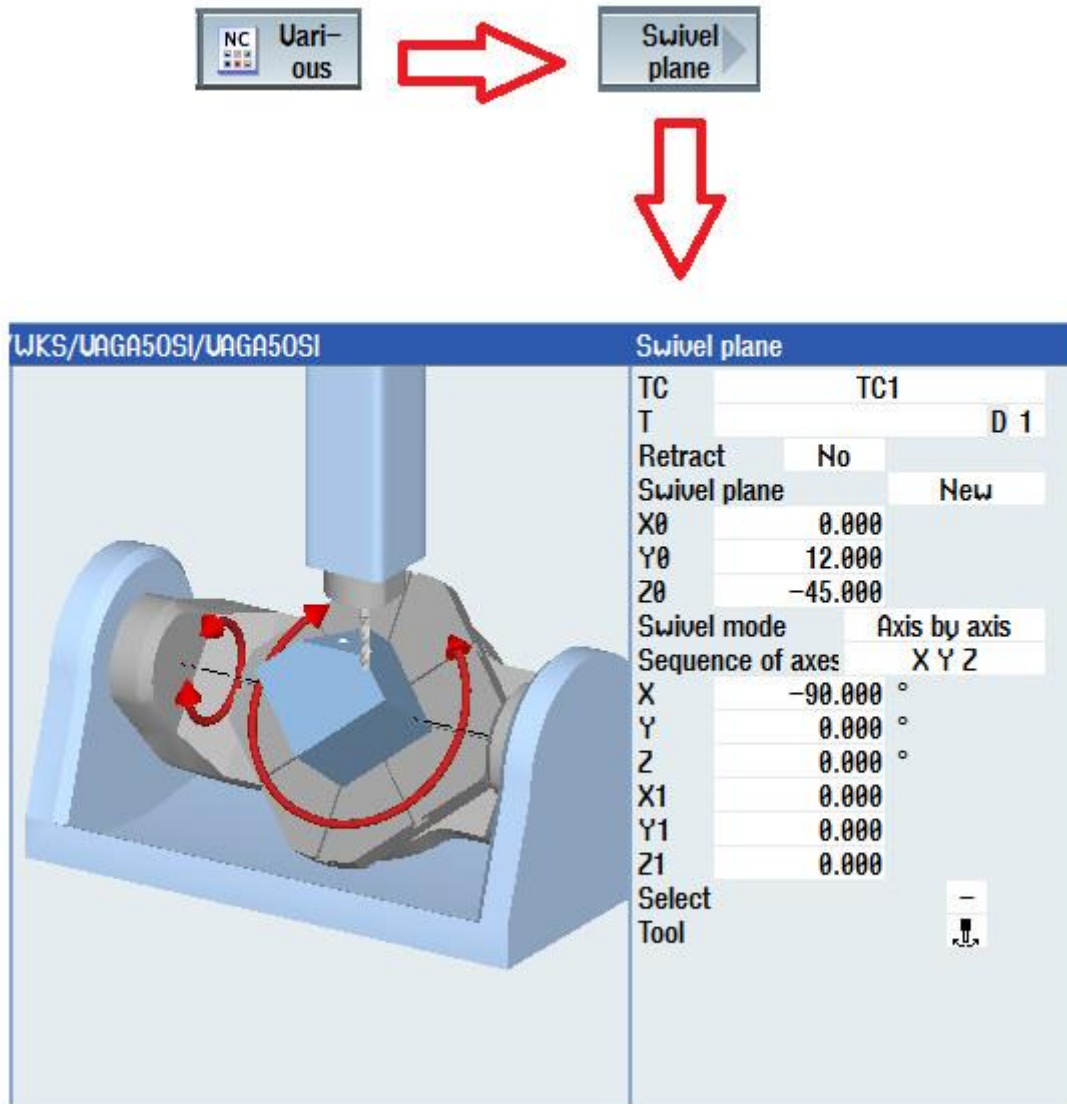 NC Vari-
ous
Swivel
plane
/WKS/VAGA50SI/VAGA50SI
Swivel plane
TC TC1
T D 1
Retract No
Swivel plane New
X0 0.000
Y0 12.000
Z0 -45.000
Swivel mode Axis by axis
Sequence of axes X Y Z
X -90.000 °
Y 0.000 °
Z 0.000 °
X1 0.000
Y1 0.000
Z1 0.000
Select -
Tool